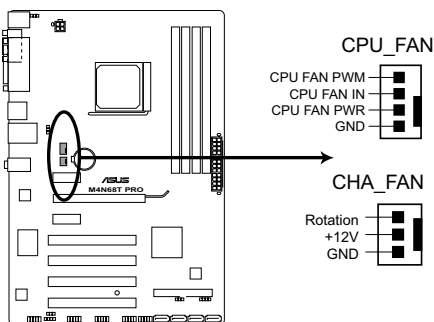 CPU_FAN
CPU FAN PWM
CPU FAN IN
CPU FAN PWR
GND
ASUS
M4N68T PRO
CHA_FAN
Rotation
+12V
GND